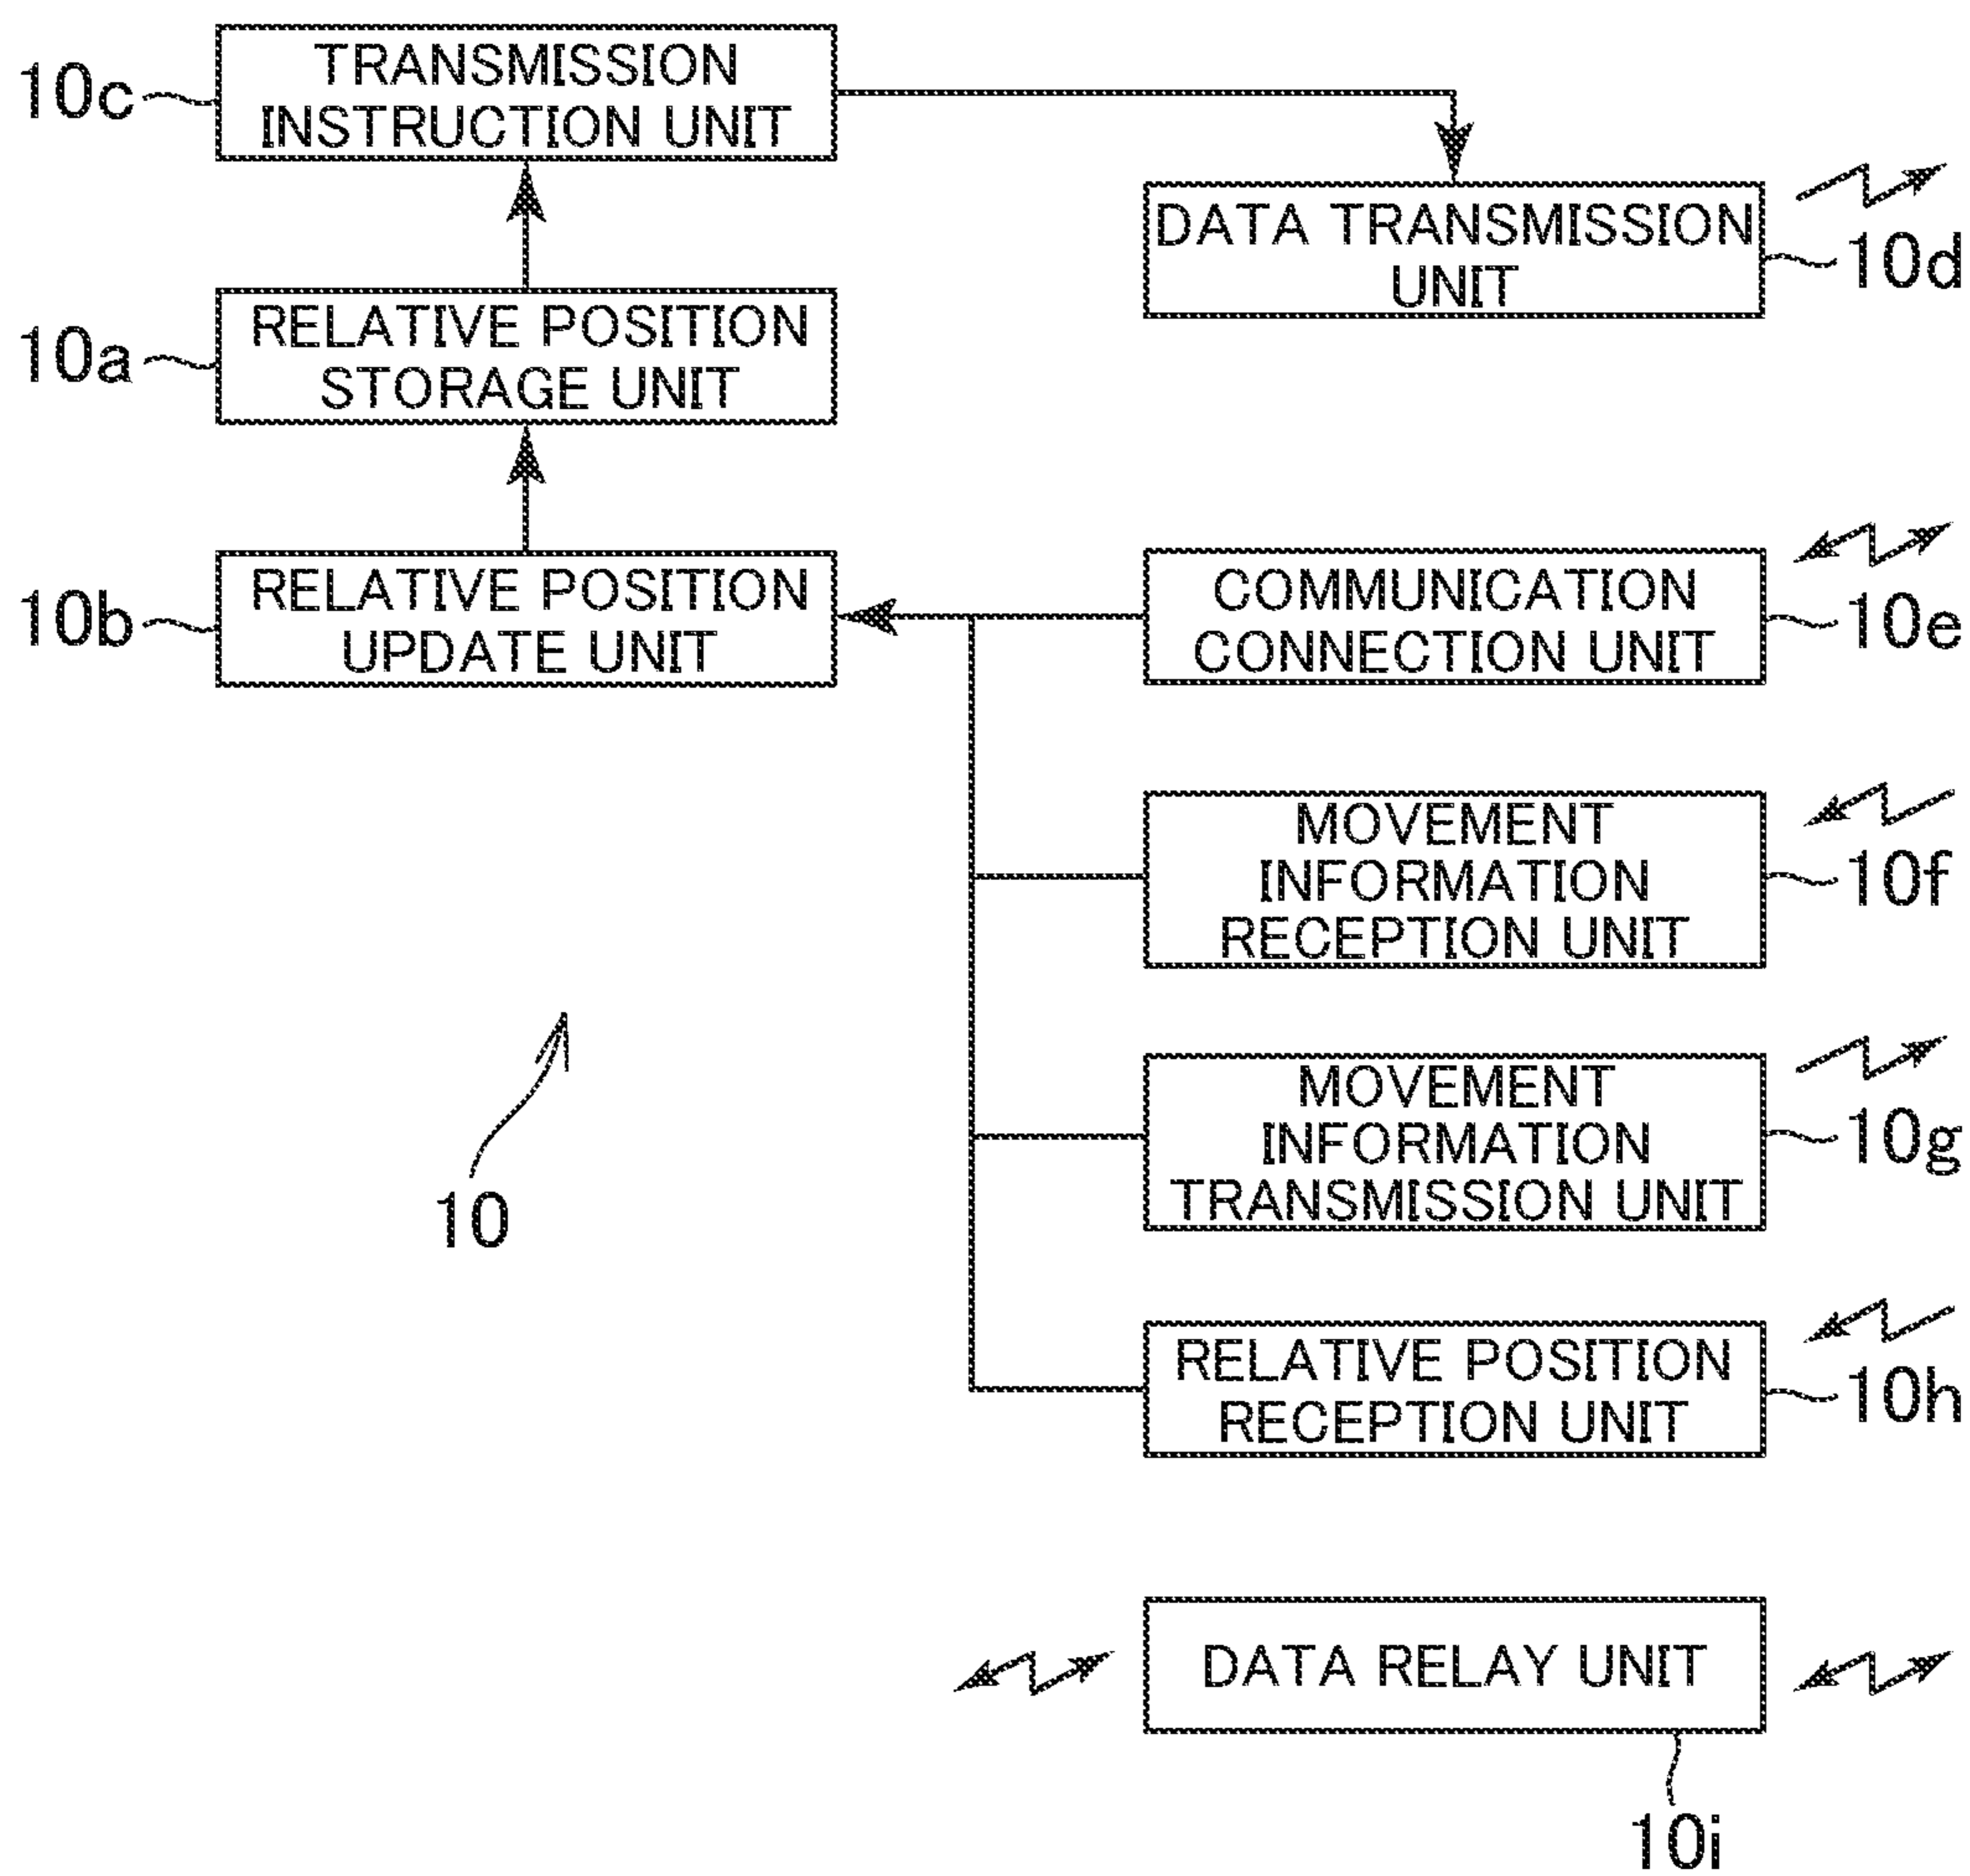 10c
TRANSMISSION
INSTRUCTION UNIT
DATA TRANSMISSION
UNIT
10d
10a
RELATIVE POSITION
STORAGE UNIT
10b
RELATIVE POSITION
UPDATE UNIT
COMMUNICATION
CONNECTION UNIT
10e
MOVEMENT
INFORMATION
RECEPTION UNIT
10f
10
MOVEMENT
INFORMATION
TRANSMISSION UNIT
10g
RELATIVE POSITION
RECEPTION UNIT
10h
DATA RELAY UNIT
10i